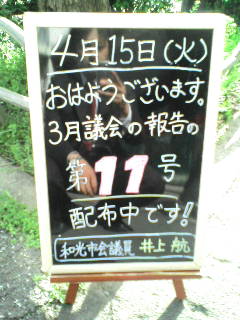 4月15日(火)
おはようございます。
3月議会の報告の
第11号
配布中です!
和光市会議員 井上航